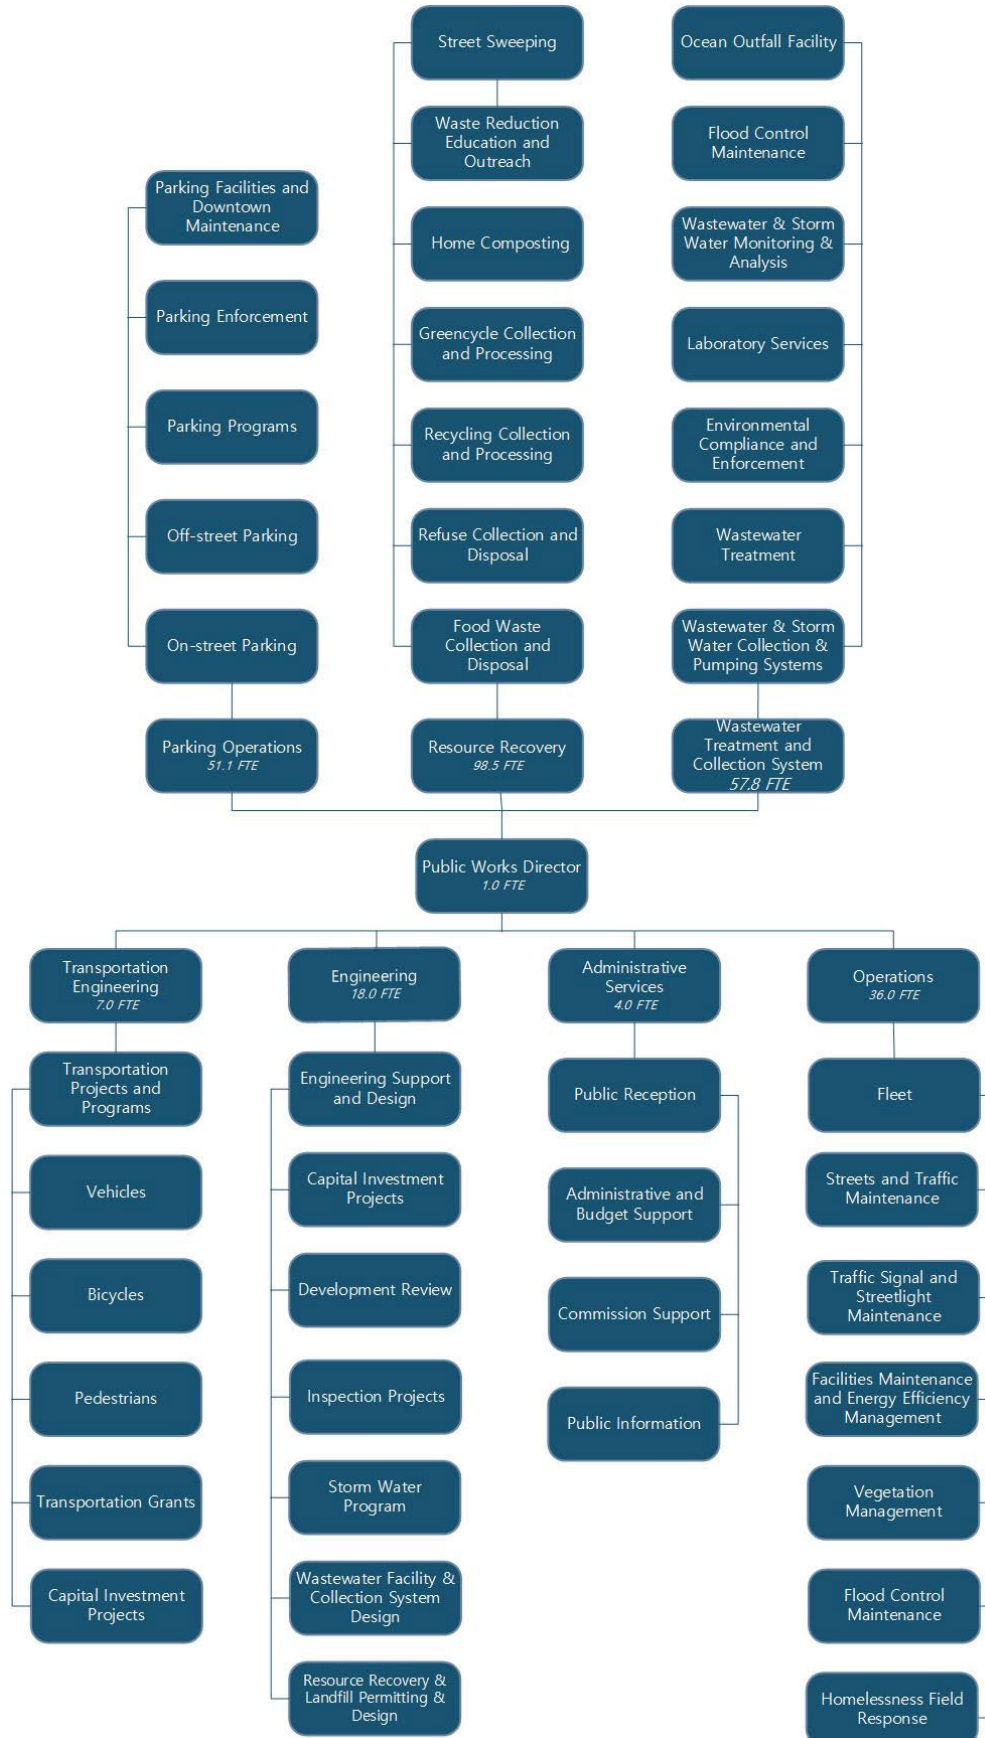 Street Sweeping
Ocean Outfall Facility
Waste Reduction
Education and
Outreach
Flood Control
Maintenance
Parking Facilities and
Downtown
Maintenance
Home Composting
Wastewater & Storm
Water Monitoring &
Analysis
Parking Enforcement
Greencycle Collection
and Processing
Laboratory Services
Parking Programs
Recycling Collection
and Processing
Environmental
Compliance and
Enforcement
Off-street Parking
Refuse Collection and
Disposal
Wastewater
Treatment
On-street Parking
Food Waste
Collection and
Disposal
Wastewater & Storm
Water Collection &
Pumping Systems
Parking Operations
51.1 FTE
Resource Recovery
98.5 FTE
Wastewater
Treatment and
Collection System
57.8 FTE
Public Works Director
1.0 FTE
Transportation
Engineering
7.0 FTE
Engineering
18.0 FTE
Administrative
Services
4.0 FTE
Operations
36.0 FTE
Transportation
Projects and
Programs
Engineering Support
and Design
Public Reception
Fleet
Vehicles
Capital Investment
Projects
Administrative and
Budget Support
Streets and Traffic
Maintenance
Bicycles
Development Review
Commission Support
Traffic Signal and
Streetlight
Maintenance
Pedestrians
Inspection Projects
Public Information
Facilities Maintenance
and Energy Efficiency
Management
Transportation Grants
Storm Water
Program
Vegetation
Management
Capital Investment
Projects
Wastewater Facility &
Collection System
Design
Flood Control
Maintenance
Resource Recovery &
Landfill Permitting &
Design
Homelessness Field
Response